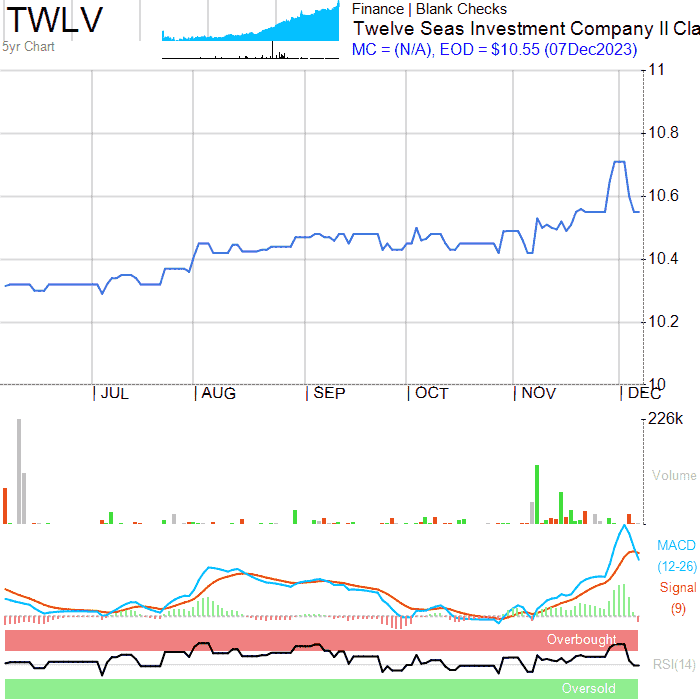 TWLV
5yr Chart
Finance | Blank Checks
Twelve Seas Investment Company II Cla
MC = (N/A), EOD = $10.55 (07Dec2023)
11
10.8
10.6
10.4
10.2
10
JUL AUG SEP OCT NOV DEC
226k
Volume
MACD
(12-26)
Signal
(9)
Overbought
RSI(14)
Oversold